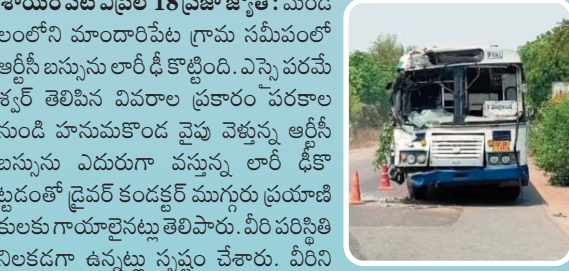 శాయంపేట ఏప్రిల్ 18 ప్రజా జ్యోతి : మండ
లంలోని మాందారిపేట గ్రామ సమీపంలో
ఆర్టీసీ బస్సును లారీ ఢీ కొట్టింది. ఎస్సై పరమే
శ్వర్ తెలిపిన వివరాల ప్రకారం పరకాల
నుండి హనుమకొండ వైపు వెళ్తున్న ఆర్టీసీ
బస్సును ఎదురుగా వస్తున్న లారీ ఢీకొ
ట్టడంతో డ్రైవర్ కండక్టర్ ముగ్గురు ప్రయాణి
కులకు గాయాలైనట్లు తెలిపారు. వీరి పరిస్థితి
నిలకడగా ఉన్నట్లు స్పష్టం చేశారు. వీరిని